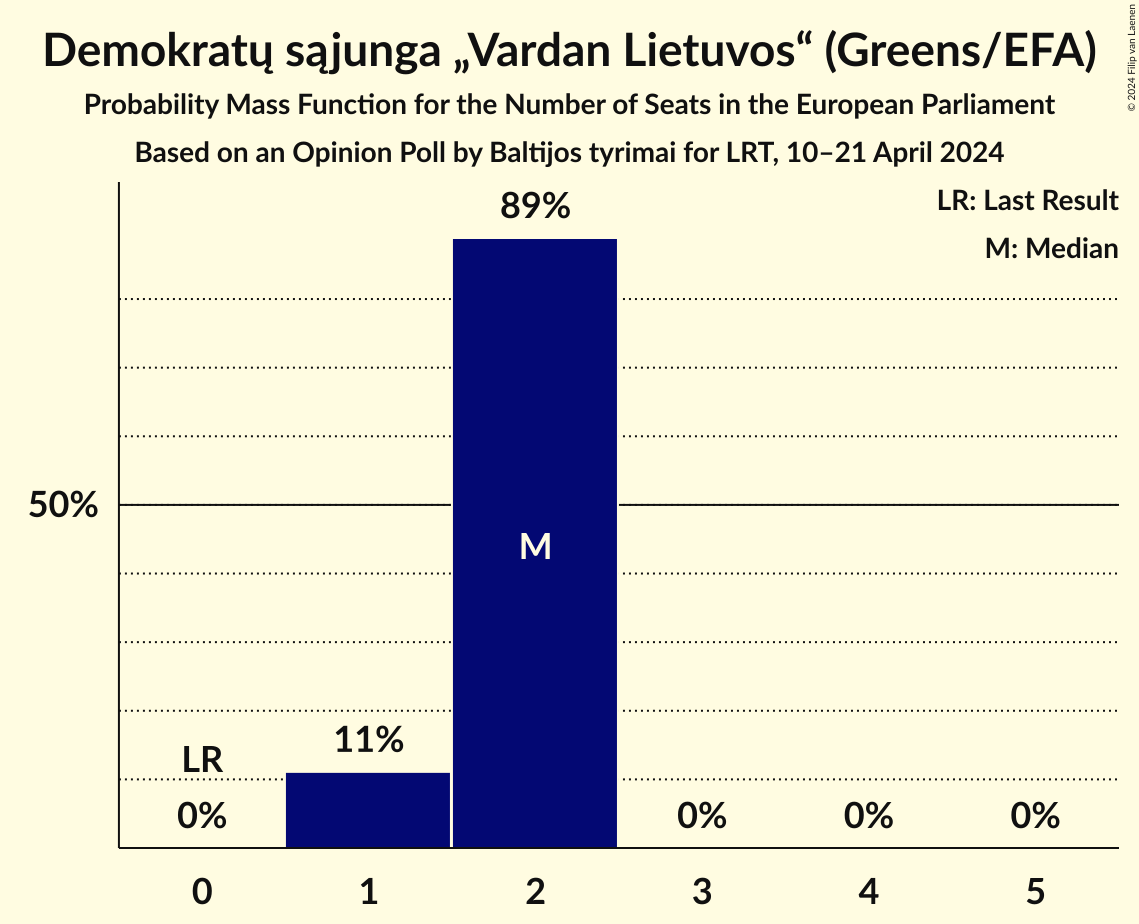 Demokratų sąjunga „Vardan Lietuvos“ (Greens/EFA)
Probability Mass Function for the Number of Seats in the European Parliament
Based on an Opinion Poll by Baltijos tyrimai for LRT, 10–21 April 2024
© 2024 Filip van Laenen
LR: Last Result
M: Median
89%
50%
M
LR
11%
0%
0%
0%
0%
0 1 2 3 4 5